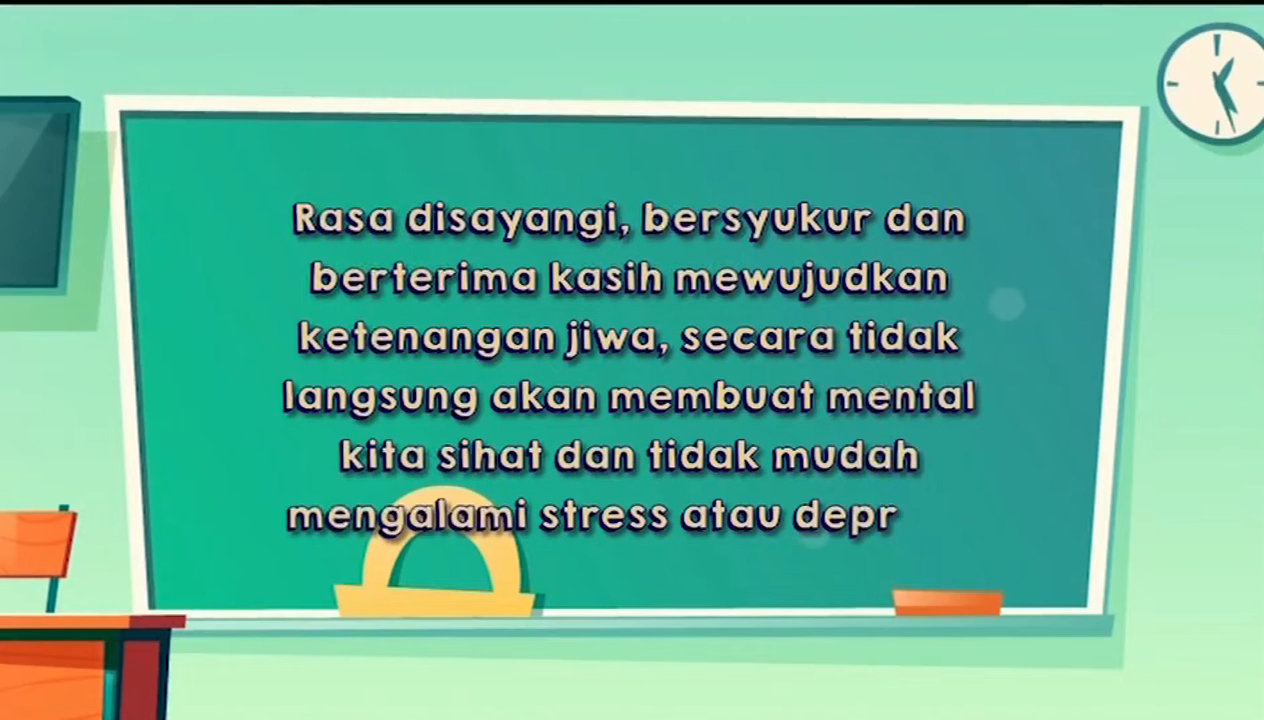 Rasa disayangi, bersyukur dan
berterima kasih mewujudkan
ketenangan jiwa, secara tidak
langsung akan membuat mental
kita sihat dan tidak mudah
mengalami stress atau depr